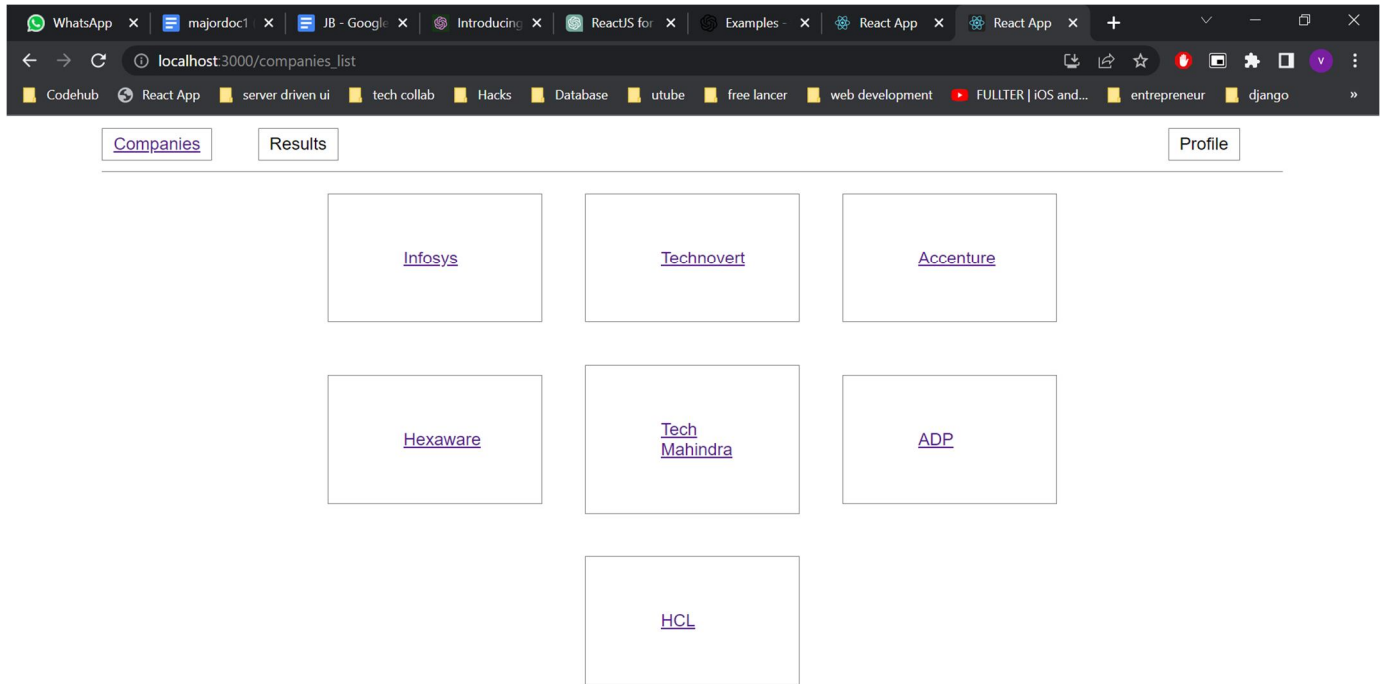 WhatsApp majordoc1 JB - Google Introducing ReactJS for Examples - React App React App
localhost:3000/companies_list
Codehub React App server driven ui tech collab Hacks Database utube free lancer web development FULLTER | iOS and... entrepreneur django »
Companies Results Profile
Infosys Technovert Accenture
Hexaware Tech Mahindra ADP
HCL